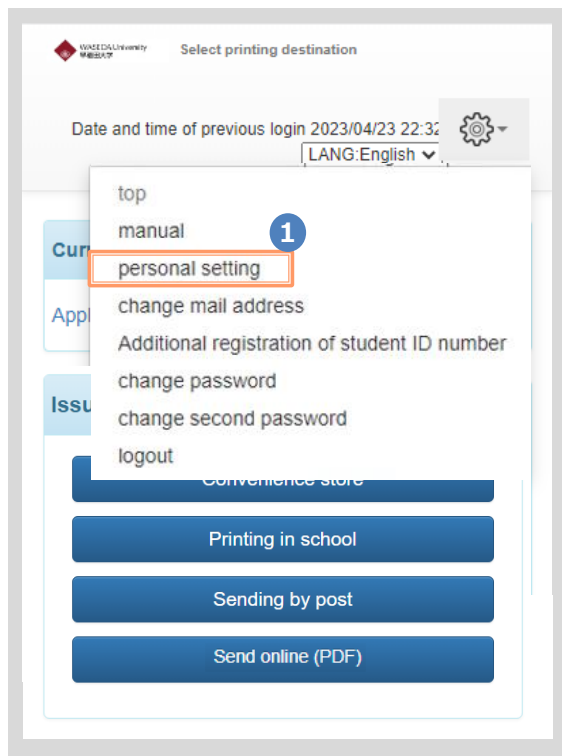 WASEDA University
早稲田大学
Select printing destination
Date and time of previous login 2023/04/23 22:32
LANG:English
top
manual
1
personal setting
change mail address
Additional registration of student ID number
change password
change second password
logout
Convenience store
Printing in school
Sending by post
Send online (PDF)